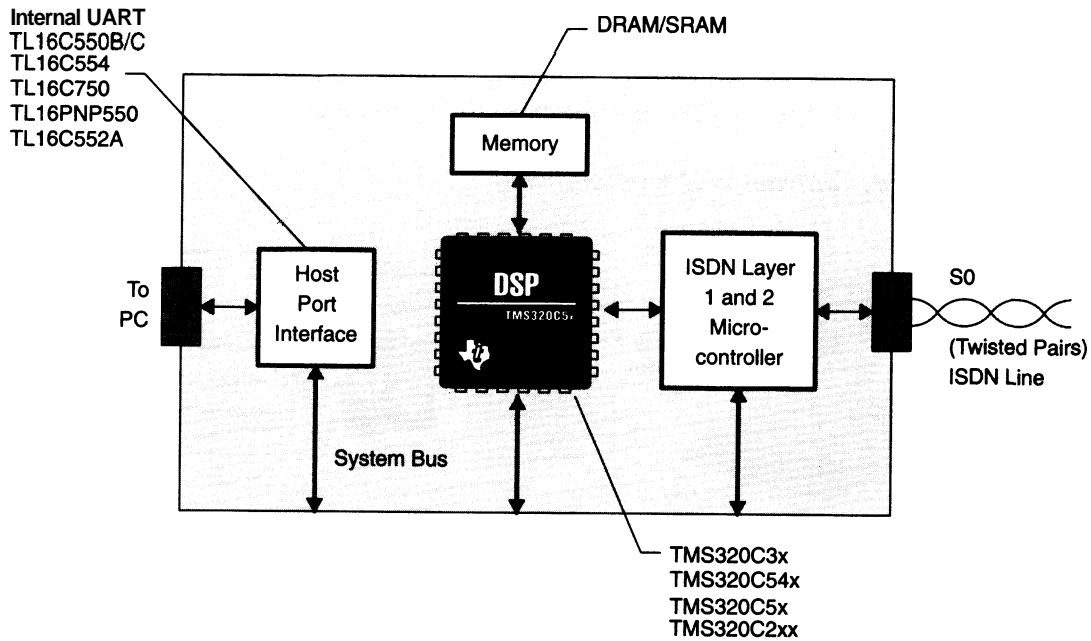 Internal UART
TL16C550B/C
TL16C554
TL16C750
TL16PNP550
TL16C552A
DRAM/SRAM
Memory
To
PC
Host
Port
Interface
DSP
TMS320C5x
ISDN Layer
1 and 2
Micro-
controller
S0
(Twisted Pairs)
ISDN Line
System Bus
TMS320C3x
TMS320C54x
TMS320C5x
TMS320C2xx